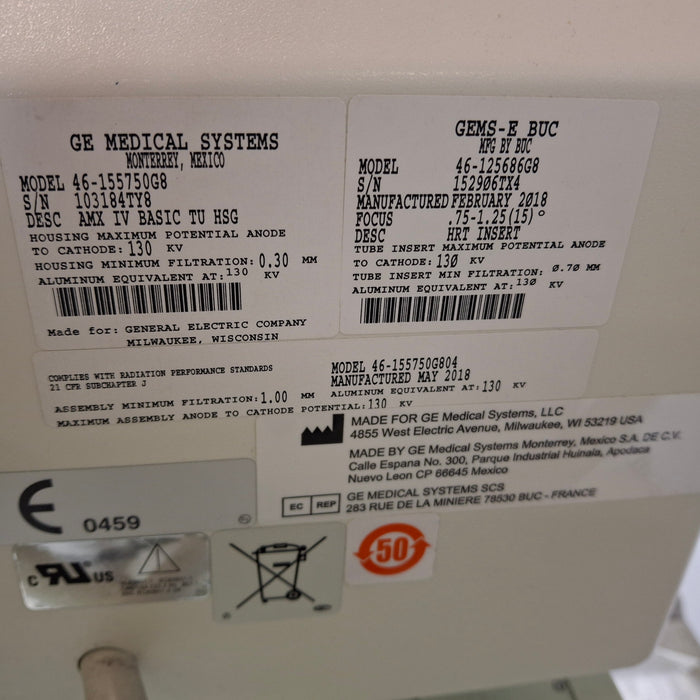 GE MEDICAL SYSTEMS
MONTERREY, MEXICO
MODEL 46-155750G8
S/N 103184TY8
DESC AMX IV BASIC TU HSG
HOUSING MAXIMUM POTENTIAL ANODE
TO CATHODE: 130 KV
HOUSING MINIMUM FILTRATION: 0.30 MM
ALUMINUM EQUIVALENT AT: 130 KV
Made for: GENERAL ELECTRIC COMPANY
MILWAUKEE, WISCONSIN
GEMS-E BUC
MFG BY BUC
MODEL 46-125686G8
S/N 152906TX4
MANUFACTURED FEBRUARY 2018
FOCUS .75-1.25(15)°
DESC HRT INSERT
TUBE INSERT MAXIMUM POTENTIAL ANODE
TO CATHODE: 130 KV
TUBE INSERT MIN FILTRATION: 0.70 MM
ALUMINUM EQUIVALENT AT: 130 KV
COMPLIES WITH RADIATION PERFORMANCE STANDARDS
21 CFR SUBCHAPTER J
MODEL 46-155750G804
MANUFACTURED MAY 2018
ASSEMBLY MINIMUM FILTRATION: 1.00 MM ALUMINUM EQUIVALENT AT: 130 KV
MAXIMUM ASSEMBLY ANODE TO CATHODE POTENTIAL: 130 KV
MADE FOR GE Medical Systems, LLC
4855 West Electric Avenue, Milwaukee, WI 53219 USA
MADE BY GE Medical Systems Monterrey, Mexico S.A. DE C.V.
Calle Espana No. 300, Parque Industrial Huinala, Apodaca
Nuevo Leon CP 66645 Mexico
EC REP GE MEDICAL SYSTEMS SCS
283 RUE DE LA MINIERE 78530 BUC - FRANCE
CE 0459
C RU US
50